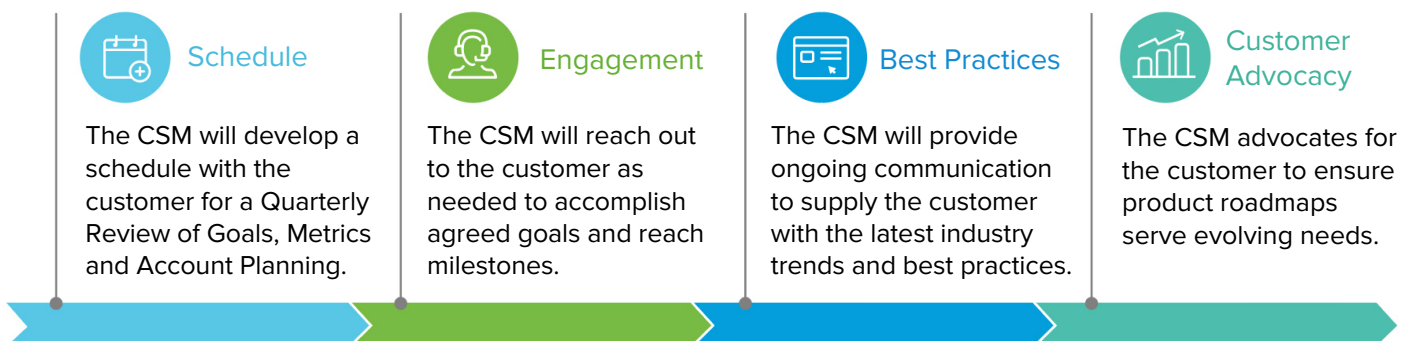 Schedule
The CSM will develop a
schedule with the
customer for a Quarterly
Review of Goals, Metrics
and Account Planning.
Engagement
The CSM will reach out
to the customer as
needed to accomplish
agreed goals and reach
milestones.
Best Practices
The CSM will provide
ongoing communication
to supply the customer
with the latest industry
trends and best practices.
Customer
Advocacy
The CSM advocates for
the customer to ensure
product roadmaps
serve evolving needs.